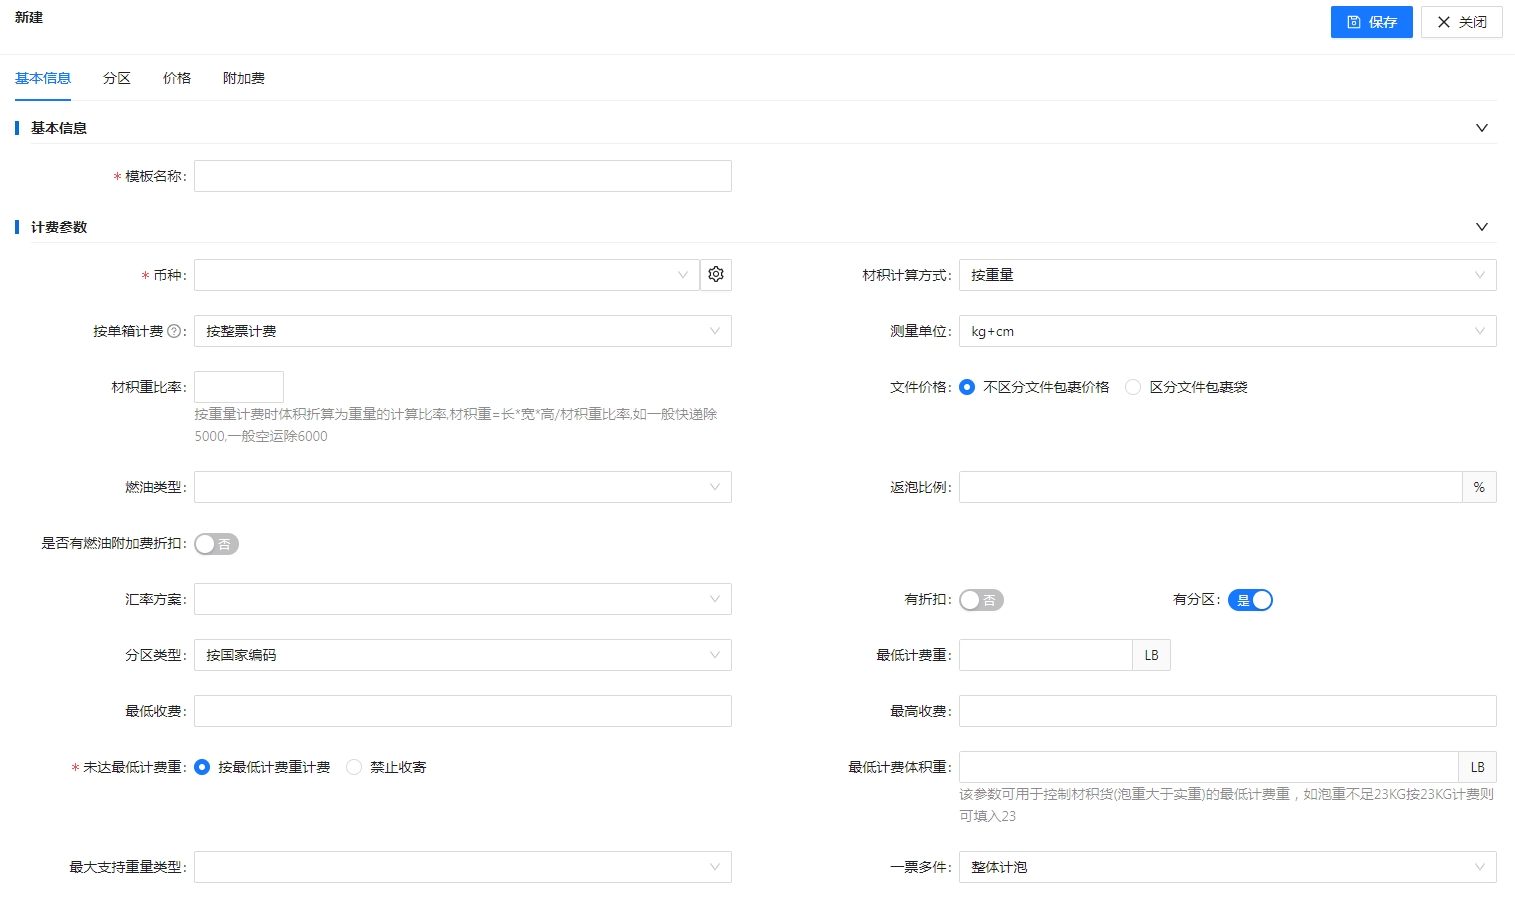 新建
保存
关闭
基本信息 分区 价格 附加费
基本信息
* 模板名称:
计费参数
* 币种:
材积计算方式: 按重量
按单箱计费 ? : 按整票计费
测量单位: kg+cm
材积重比率:
按重量计费时体积折算为重量的计算比率,材积重=长*宽*高/材积重比率,如一般快递除
5000,一般空运除6000
文件价格: 不区分文件包裹价格 区分文件包裹袋
燃油类型:
返泡比例: %
是否有燃油附加费折扣: 否
汇率方案:
有折扣: 否
有分区: 是
分区类型: 按国家编码
最低计费重: LB
最低收费:
最高收费:
* 未达最低计费重: 按最低计费重计费 禁止收寄
最低计费体积重: LB
该参数可用于控制材积货(泡重大于实重)的最低计费重，如泡重不足23KG按23KG计费则
可填入23
最大支持重量类型:
一票多件: 整体计泡